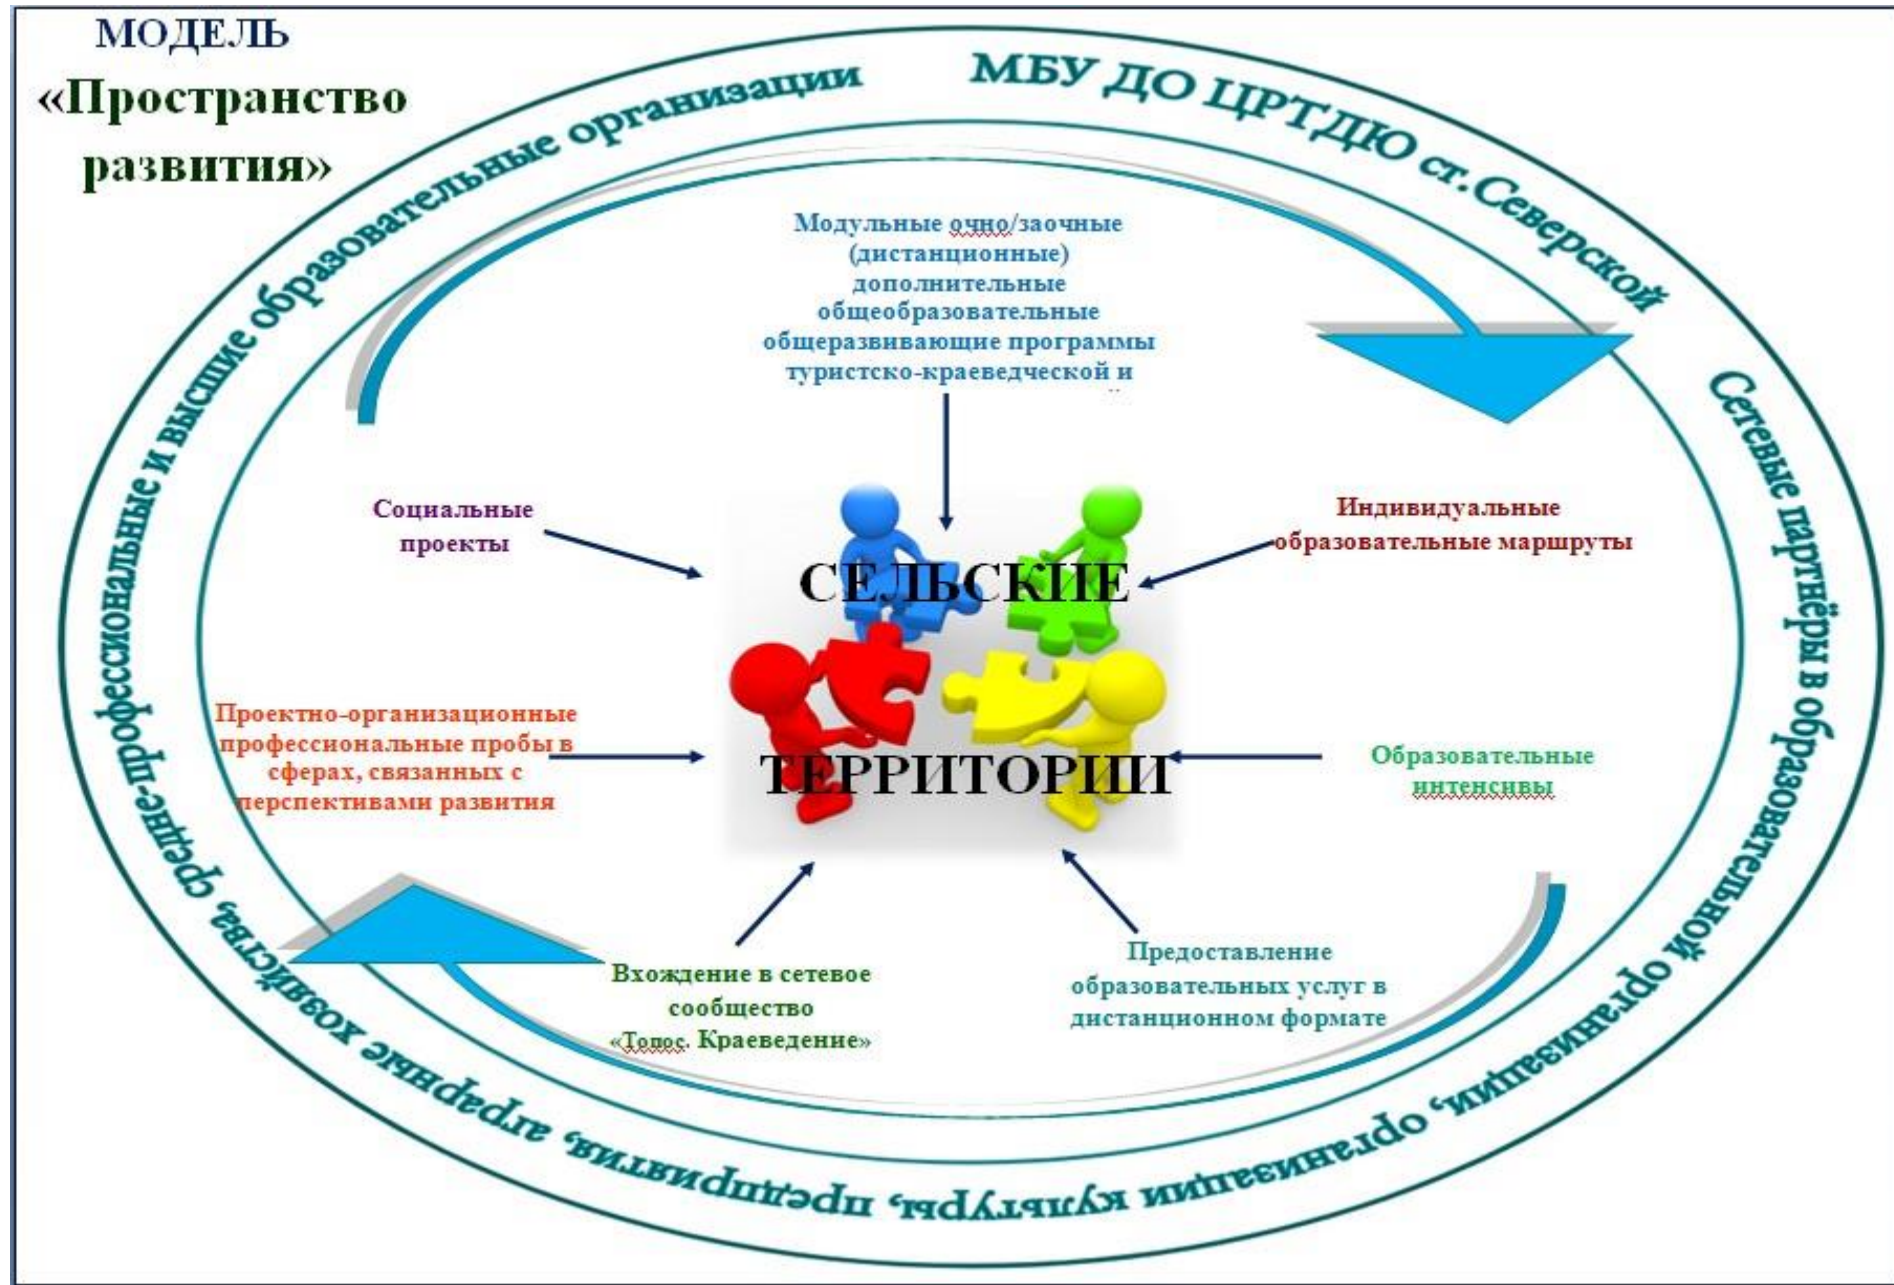 МОДЕЛЬ
«Пространство
развития»
МБУ ДО ЦРТДЮ ст.Северской
Сетевые партнёры в образовательной организации, организации культуры, предприятия, аграрные хозяйства, средне-профессиональные и высшие образовательные организации
Модульные очно/заочные
(дистанционные)
дополнительные
общеобразовательные
общеразвивающие программы
туристско-краеведческой и
Социальные
проекты
Индивидуальные
образовательные маршруты
СЕЛЬСКИЕ
ТЕРРИТОРИИ
Проектно-организационные
профессиональные пробы в
сферах, связанных с
перспективами развития
Образовательные
интенсивы
Вхождение в сетевое
сообщество
«Топос. Краеведение»
Предоставление
образовательных услуг в
дистанционном формате